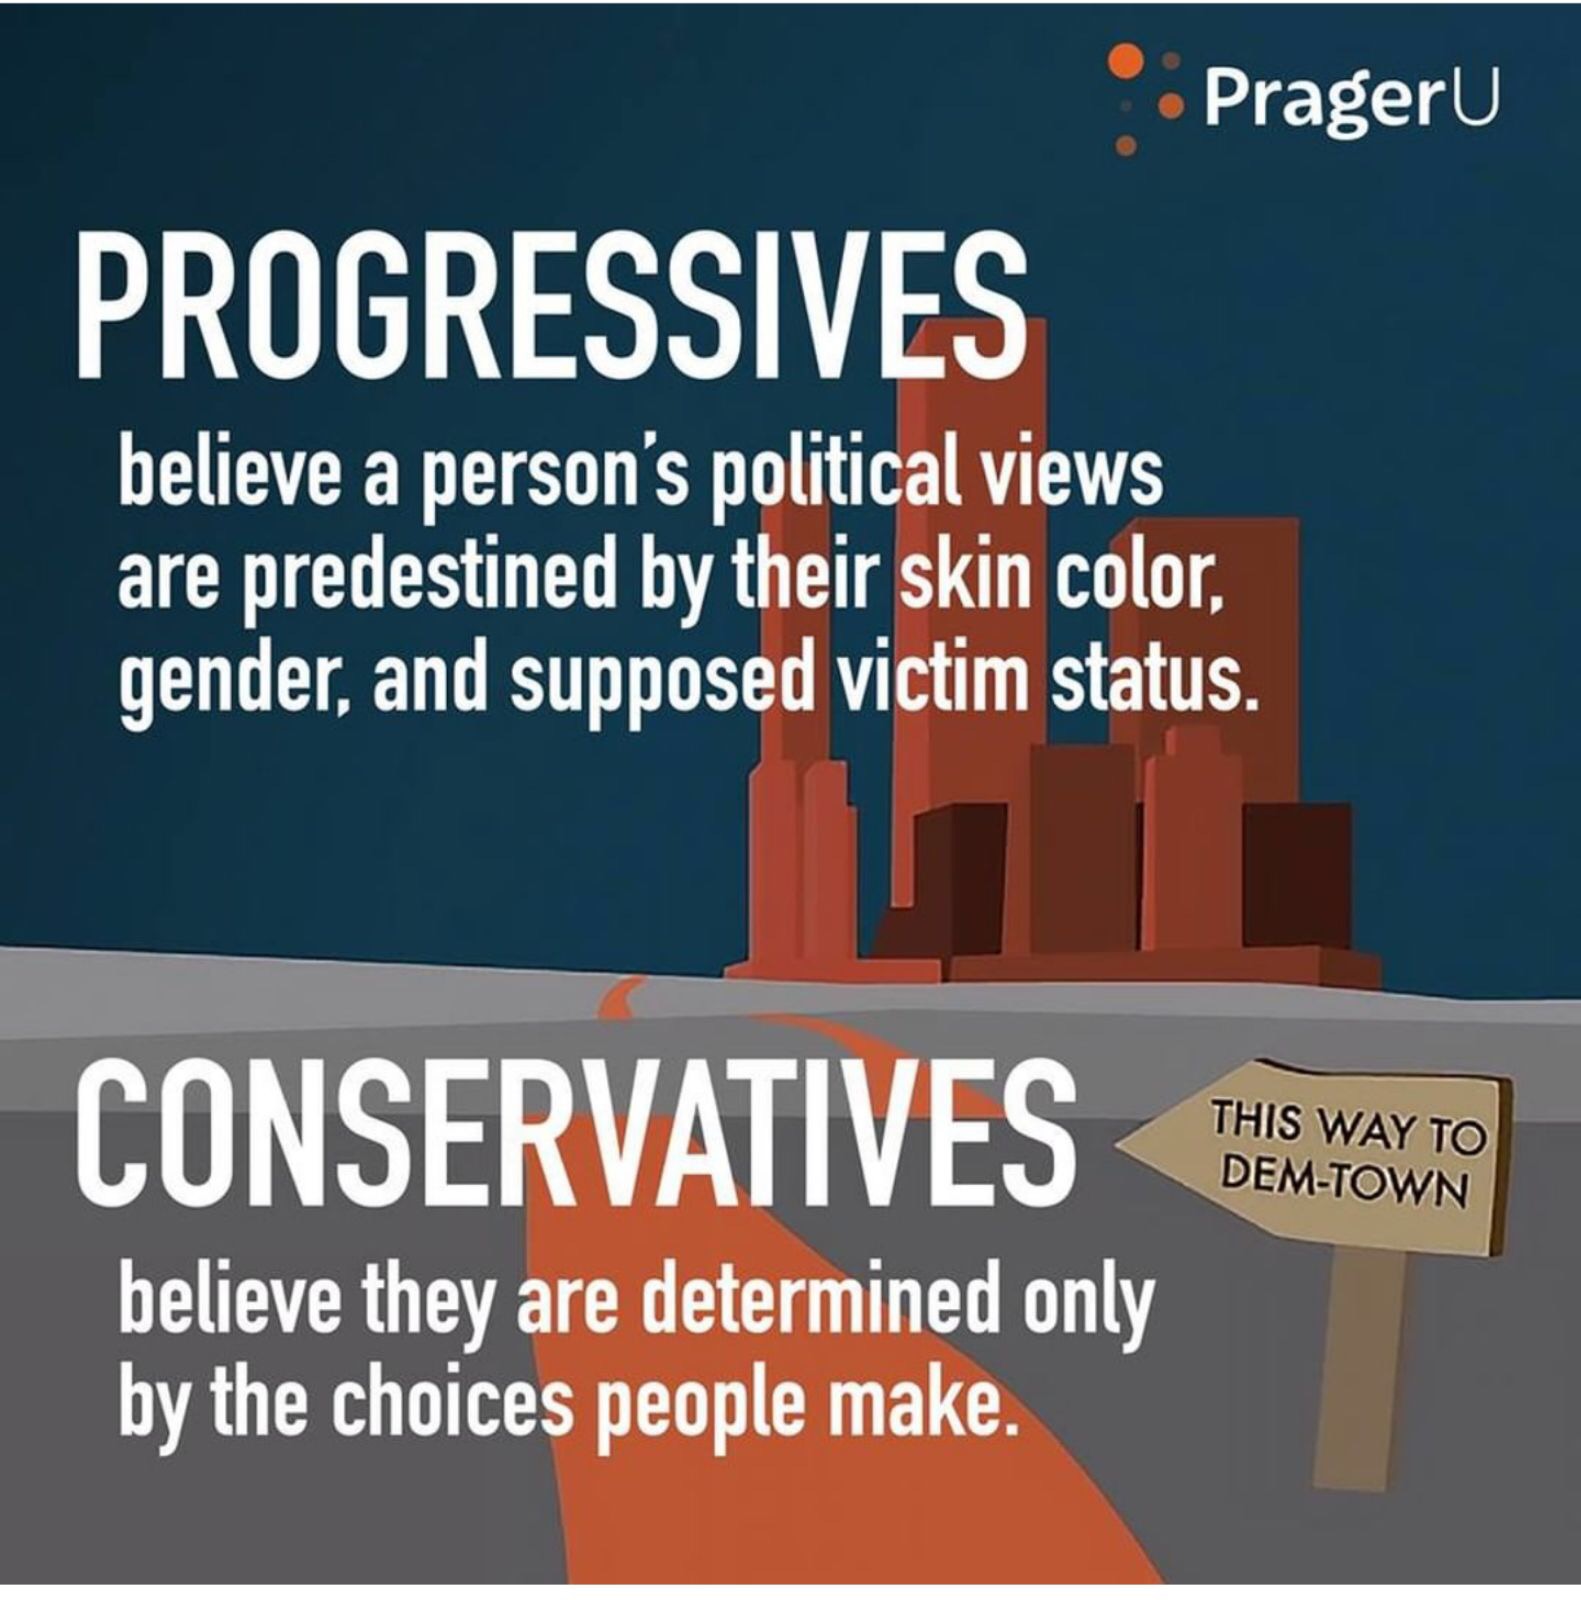 PragerU
PROGRESSIVES
believe a person's political views
are predestined by their skin color,
gender, and supposed victim status.
CONSERVATIVES
THIS WAY TO
DEM-TOWN
believe they are determined only
by the choices people make.